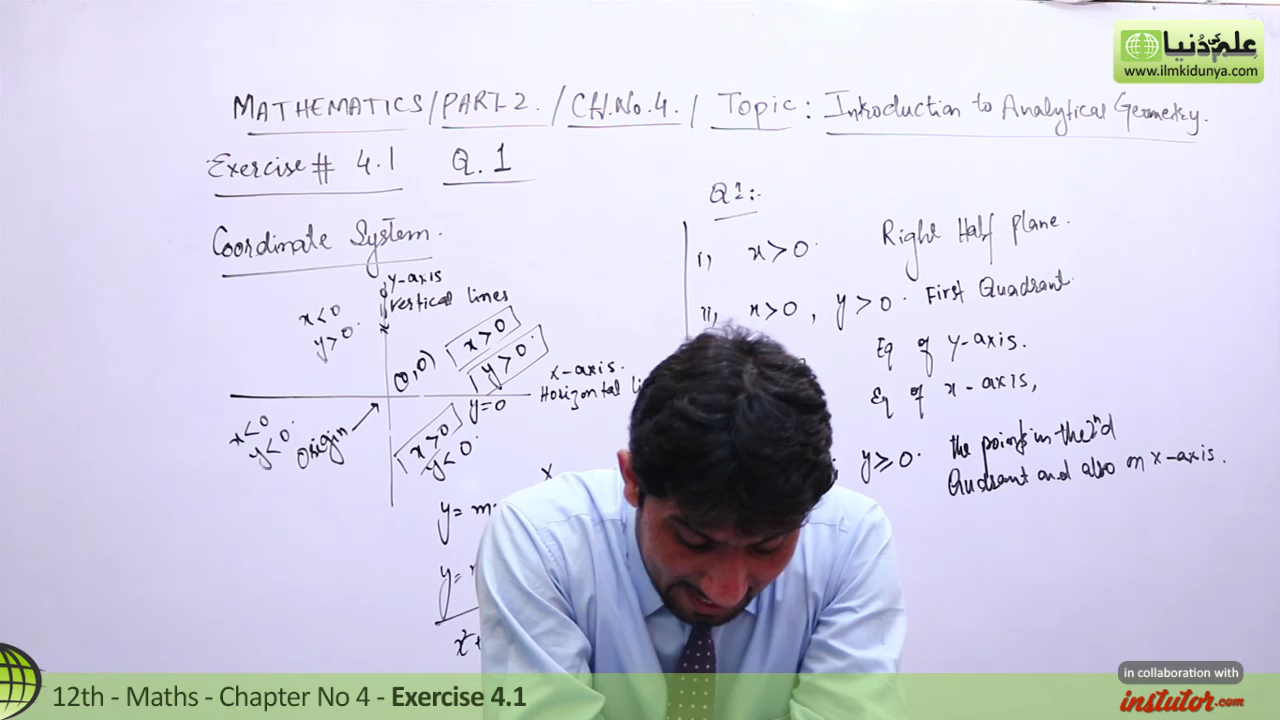 علم کی دُنیا
www.ilmkidunya.com
MATHEMATICS/PART-2. / CH.No.4. / Topic: Introduction to Analytical Geometry.
Exercise# 4.1 Q.1
Coordinate System.
y-axis
Vertical lines
x<0
y>0.
(0,0)
x>0
y>0.
x-axis.
Horizontal
y=0
x<0
y<0.
origin
x>0
y<0.
x
y=
y=
Q1:-
i, x>0. Right Half plane.
ii, x>0, y>0. First Quadrant.
Eq of y-axis.
Eq of x-axis,
y≥0. the points in the 2nd
Quadrant and also on x-axis.
12th - Maths - Chapter No 4 - Exercise 4.1
in collaboration with
instutor.com